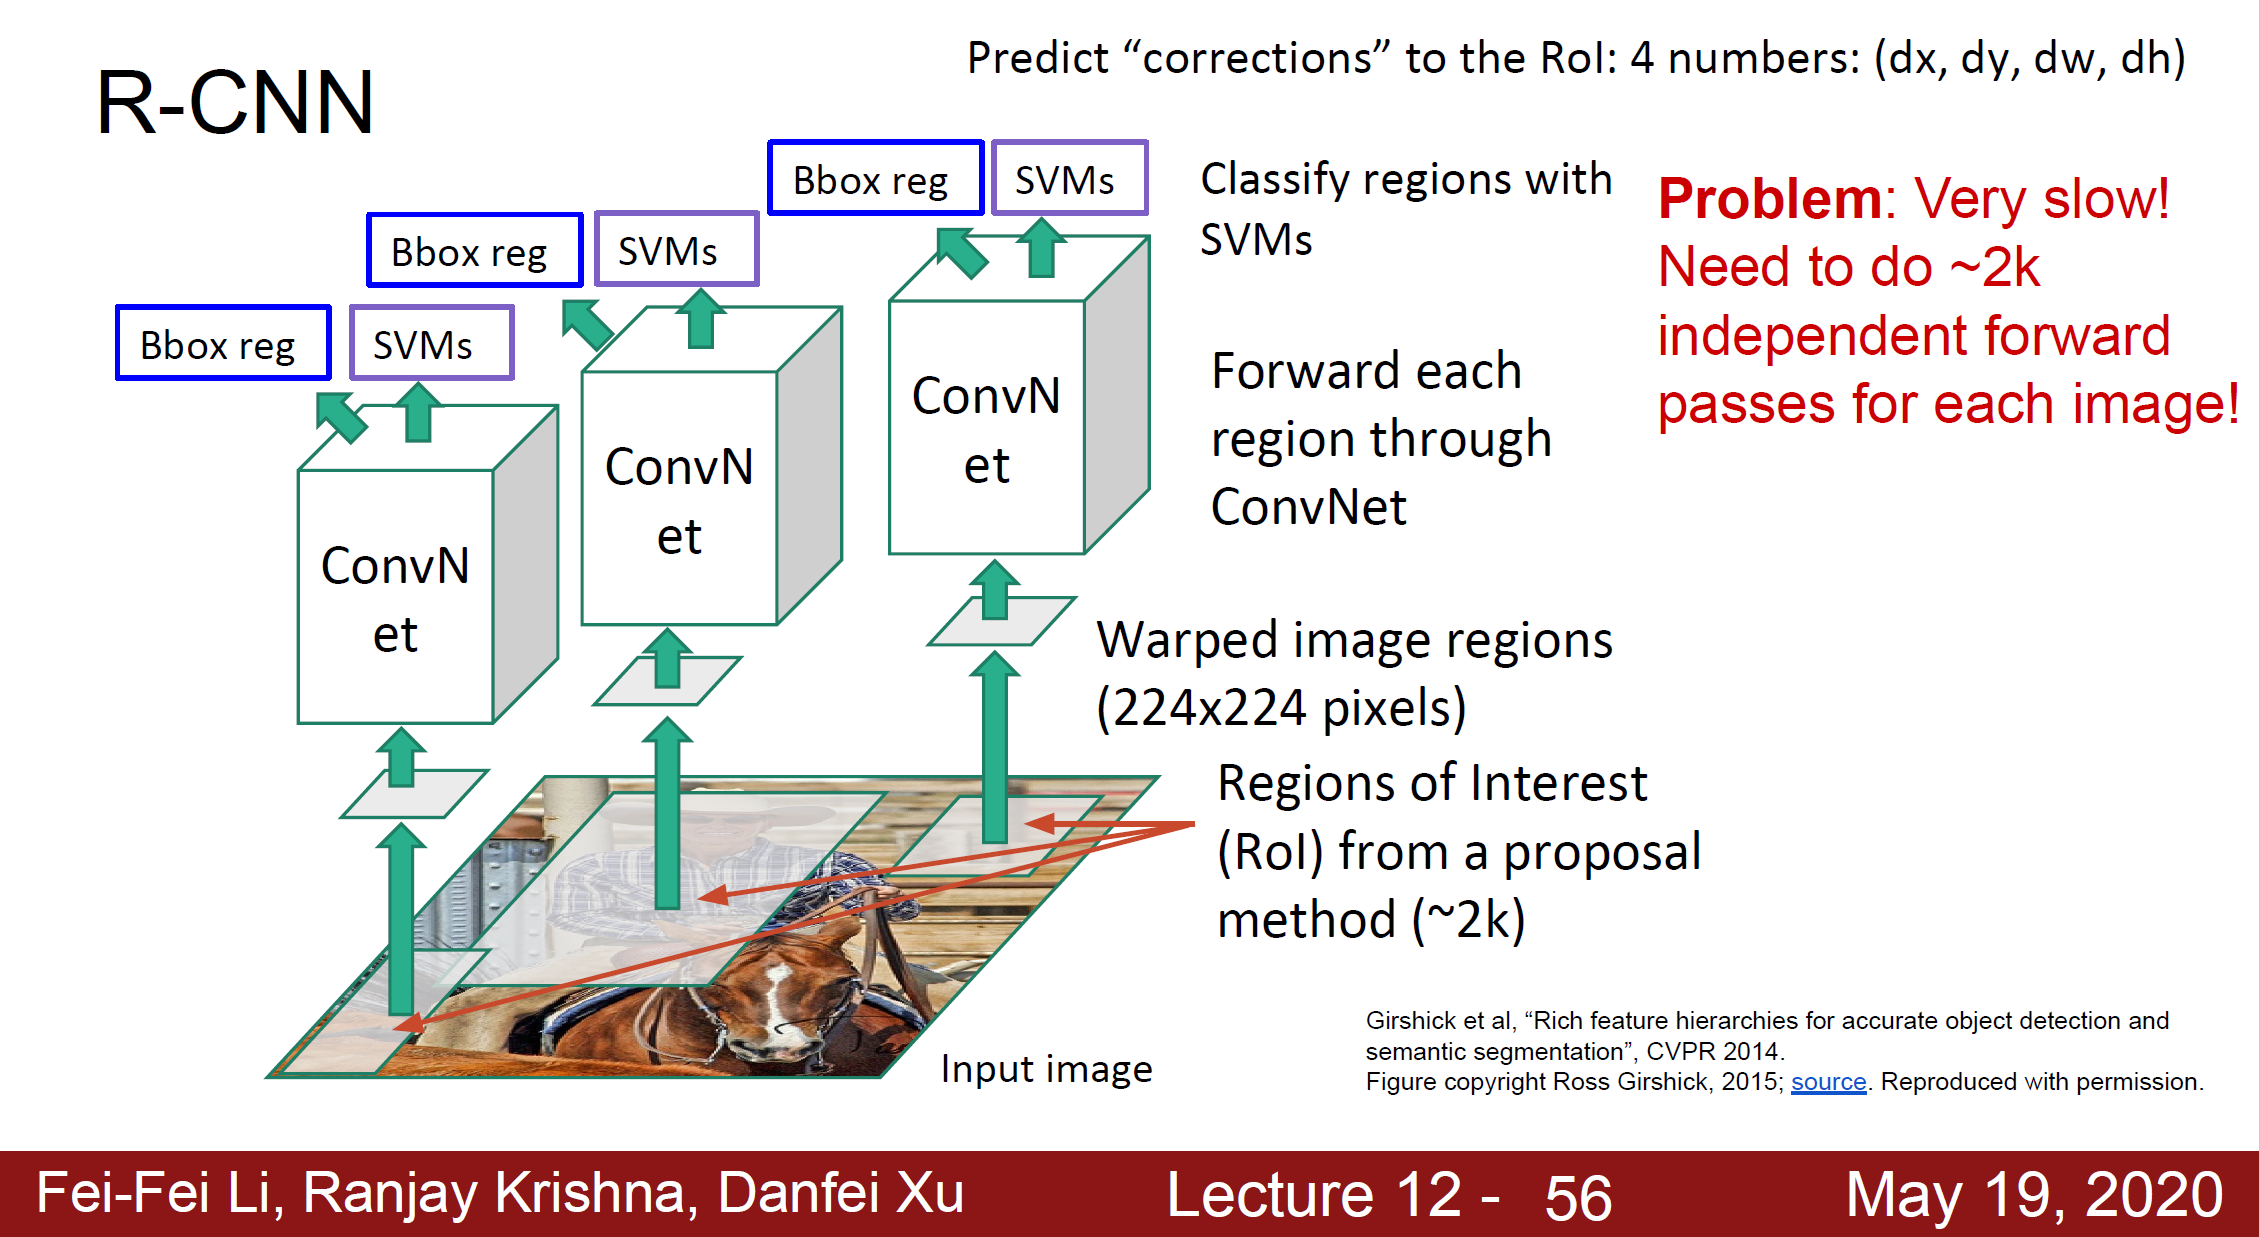 Predict “corrections” to the RoI: 4 numbers: (dx, dy, dw, dh)
R-CNN
Bbox reg
SVMs
Classify regions with
SVMs
Problem: Very slow!
Need to do ~2k
independent forward
passes for each image!
Bbox reg
SVMs
Bbox reg
SVMs
ConvN
et
Forward each
region through
ConvNet
ConvN
et
ConvN
et
Warped image regions
(224x224 pixels)
Regions of Interest
(RoI) from a proposal
method (~2k)
Input image
Girshick et al, “Rich feature hierarchies for accurate object detection and
semantic segmentation”, CVPR 2014.
Figure copyright Ross Girshick, 2015; source. Reproduced with permission.
Fei-Fei Li, Ranjay Krishna, Danfei Xu
Lecture 12 - 56
May 19, 2020